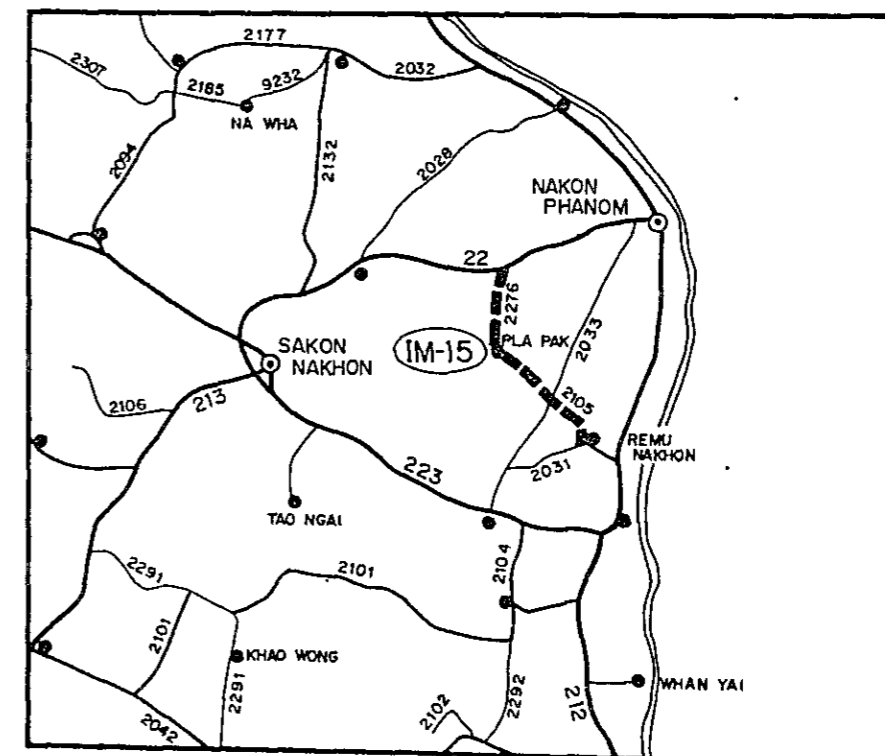 2177
2307
2185
9232
2032
NA WHA
2094
2132
2028
NAKON
PHANOM
22
2276
2033
IM-15
PLA PAK
SAKON
NAKHON
2105
213
2106
REMU
NAKHON
2031
223
TAO NGAI
2104
2291
2101
2101
KHAO WONG
2291
2292
2102
212
WHAN YAI
2042